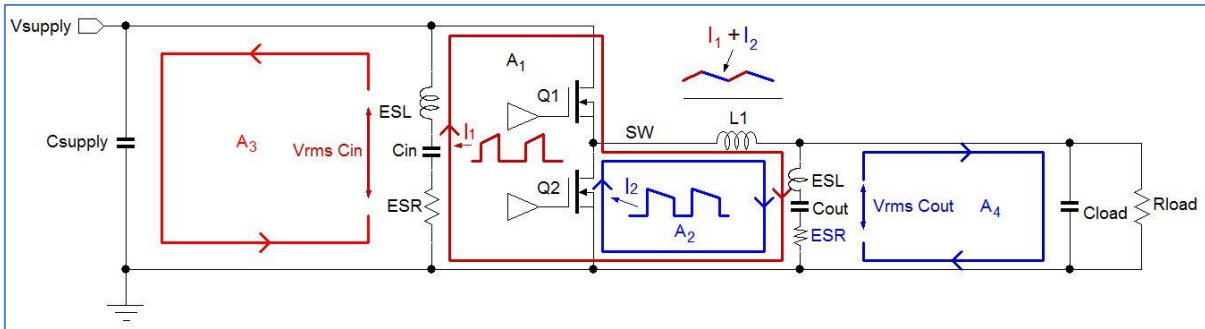 Vsupply
Csupply
A3
Vrms Cin
ESL
Cin
ESR
I1
A1
Q1
Q2
I2
A2
SW
I1 + I2
L1
ESL
Cout
ESR
Vrms Cout
A4
Cload
Rload